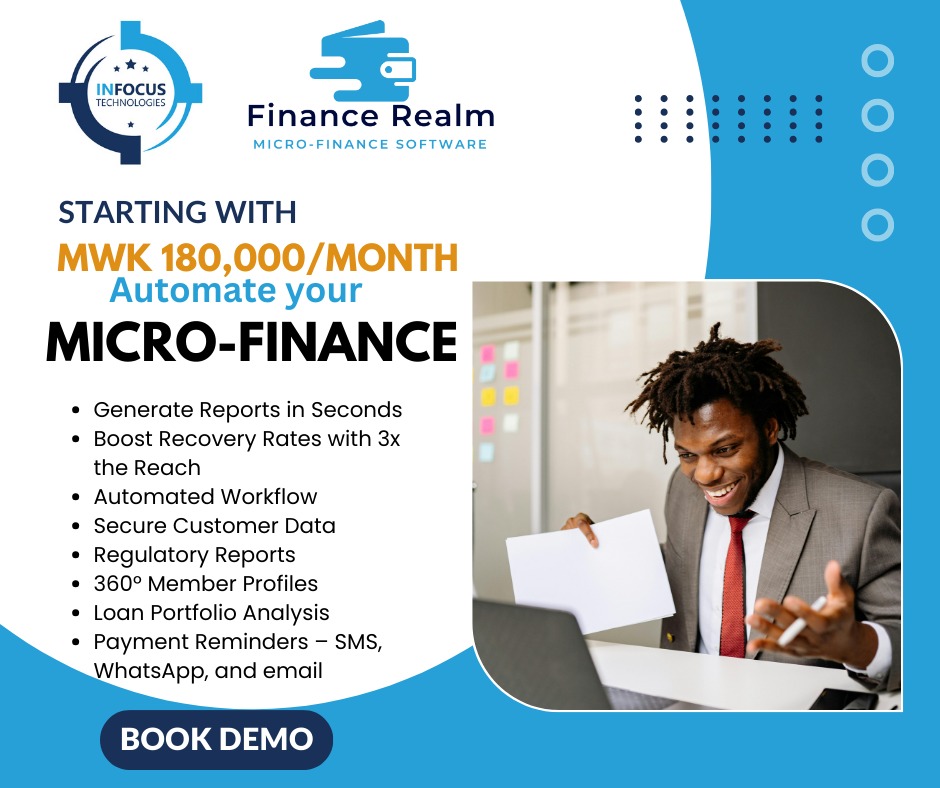 INFOCUS
TECHNOLOGIES
Finance Realm
MICRO-FINANCE SOFTWARE
STARTING WITH
MWK 180,000/MONTH
Automate your
MICRO-FINANCE
• Generate Reports in Seconds
• Boost Recovery Rates with 3x
the Reach
• Automated Workflow
• Secure Customer Data
• Regulatory Reports
• 360° Member Profiles
• Loan Portfolio Analysis
• Payment Reminders – SMS,
WhatsApp, and email
BOOK DEMO